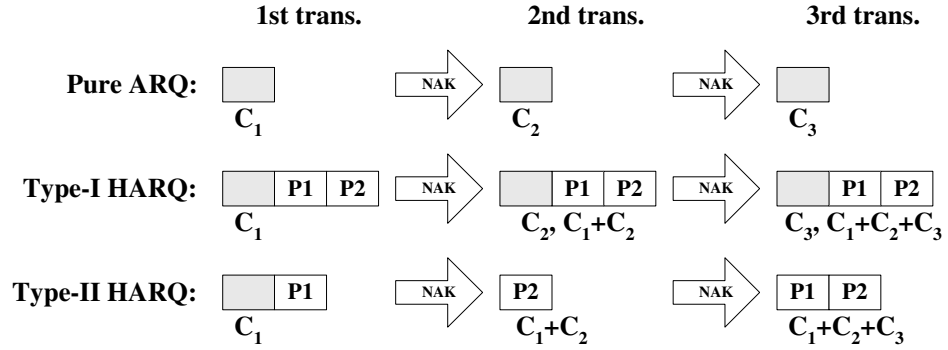 1st trans. 2nd trans. 3rd trans.
Pure ARQ: NAK NAK
C₁ C₂ C₃
Type-I HARQ: P1 P2 NAK P1 P2 NAK P1 P2
C₁ C₂, C₁+C₂ C₃, C₁+C₂+C₃
Type-II HARQ: P1 NAK P2 NAK P1 P2
C₁ C₁+C₂ C₁+C₂+C₃